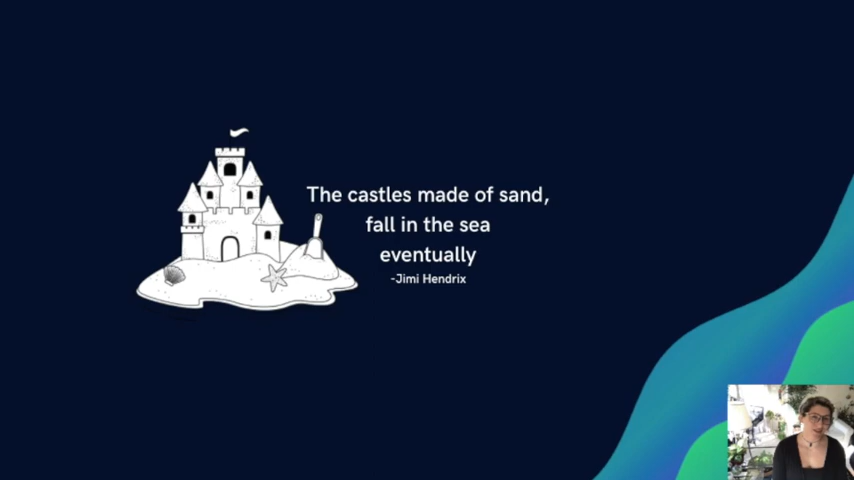 The castles made of sand,
fall in the sea
eventually
-Jimi Hendrix